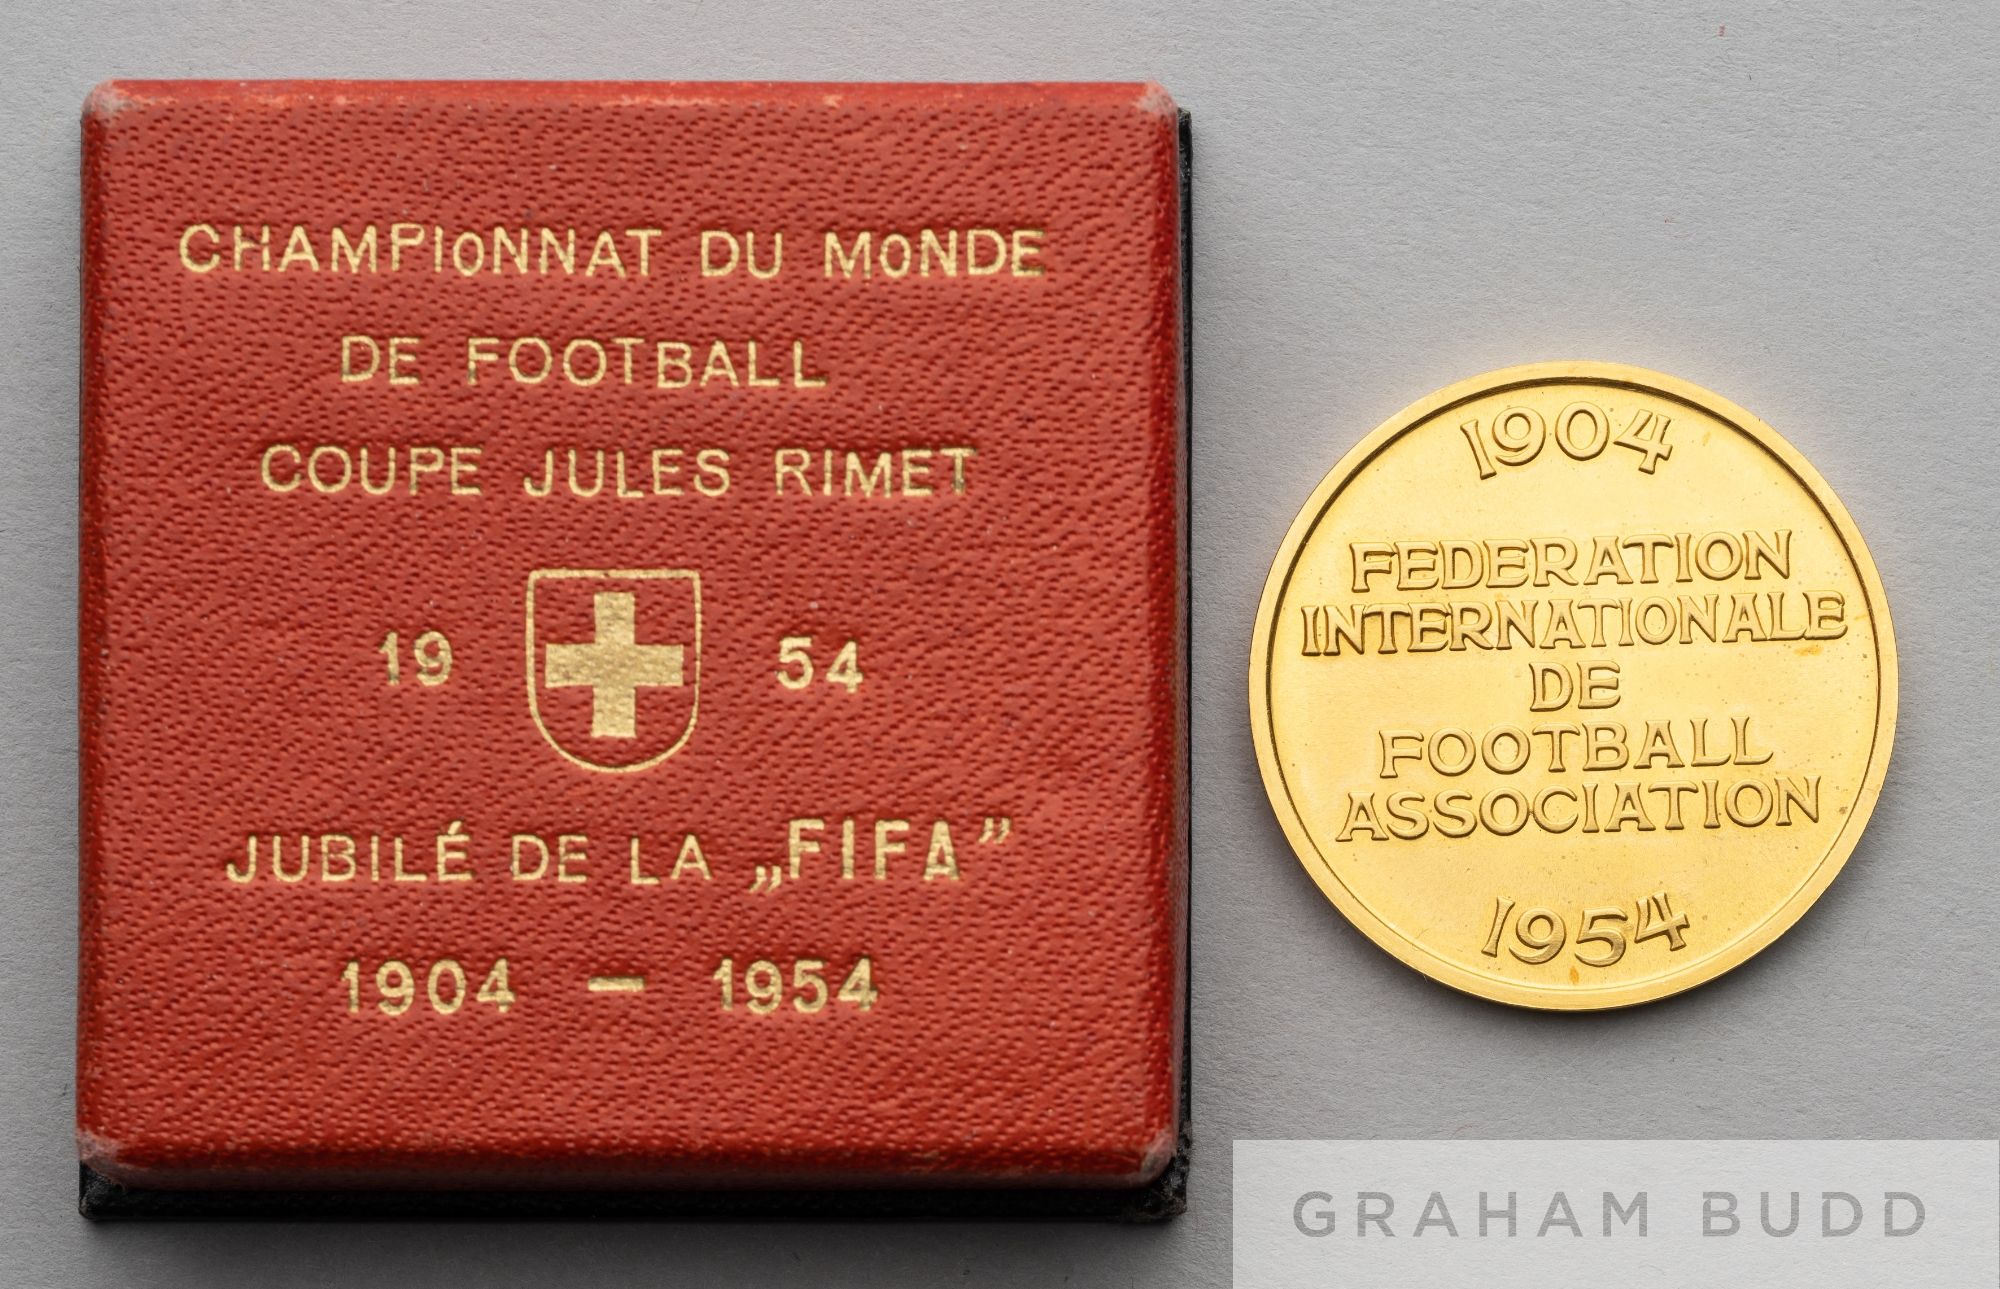 CHAMPIONNAT DU MONDE
DE FOOTBALL
COUPE JULES RIMET
19 54
JUBILÉ DE LA „FIFA”
1904 – 1954
1904
FEDERATION
INTERNATIONALE
DE
FOOTBALL
ASSOCIATION
1954
GRAHAM BUDD